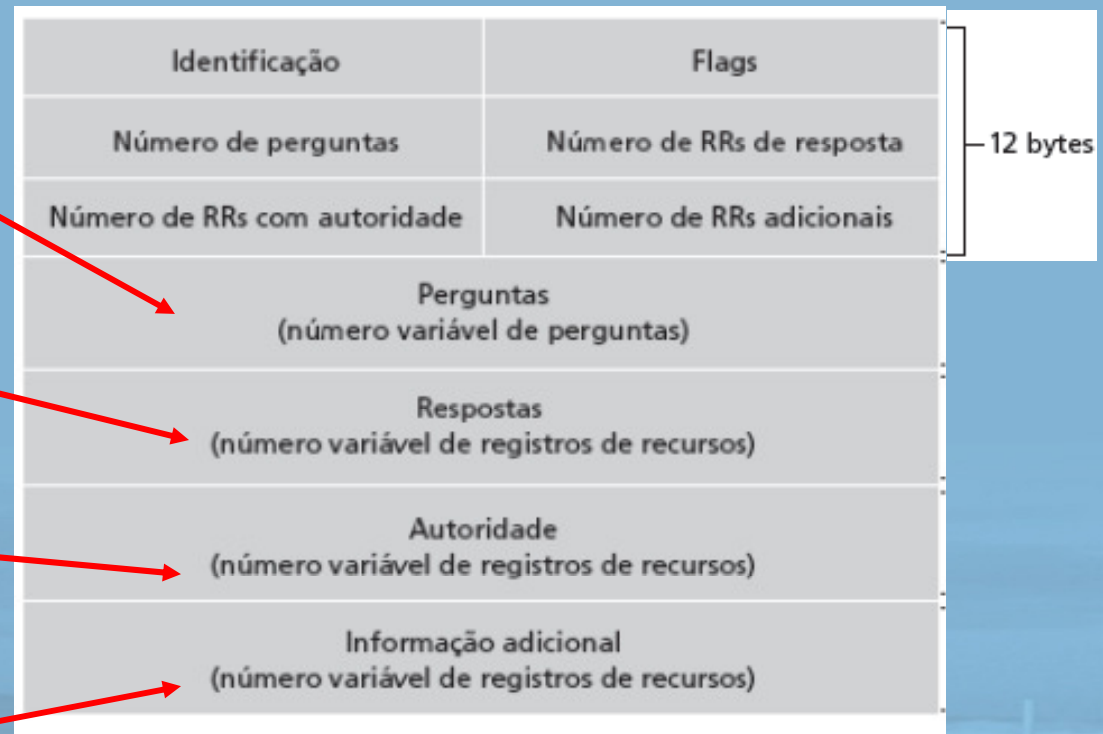 Identificação
Flags
12 bytes
Número de perguntas
Número de RRs de resposta
Número de RRs com autoridade
Número de RRs adicionais
Perguntas
(número variável de perguntas)
Respostas
(número variável de registros de recursos)
Autoridade
(número variável de registros de recursos)
Informação adicional
(número variável de registros de recursos)